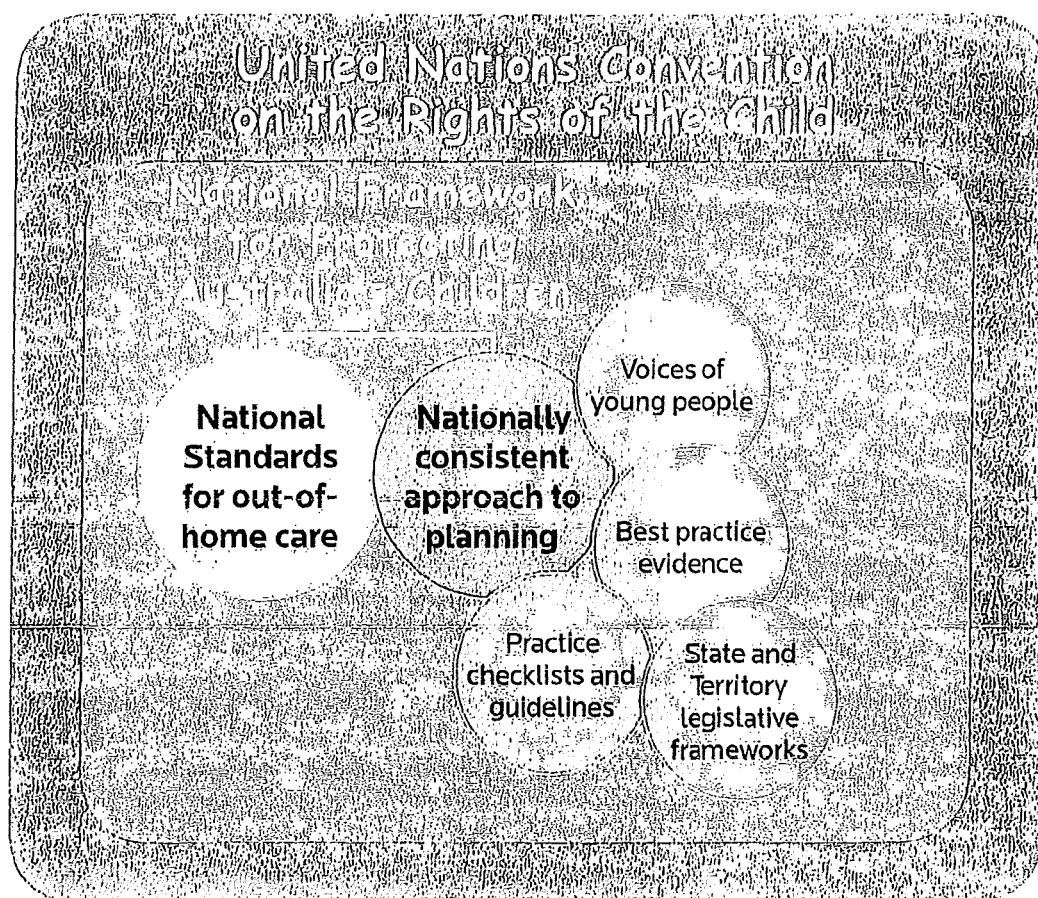 United Nations Convention
on the Rights of the Child
National Framework
for Protecting
Australia's Children
National
Standards
for out-of-
home care
Nationally
consistent
approach to
planning
Voices of
young people
Best practice
evidence
Practice
checklists and
guidelines
State and
Territory
legislative
frameworks